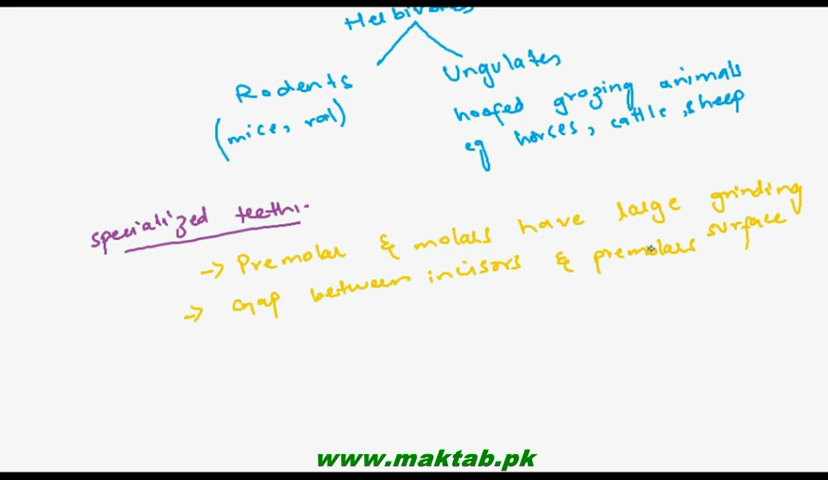 Herbivores
Rodents
(mice, rat)
Ungulates
hoofed grazing animals
eg horses, cattle, sheep
specialized teeth:-
-> Premolar & molars have large grinding surface
-> Gap between incisors & premolars
www.maktab.pk